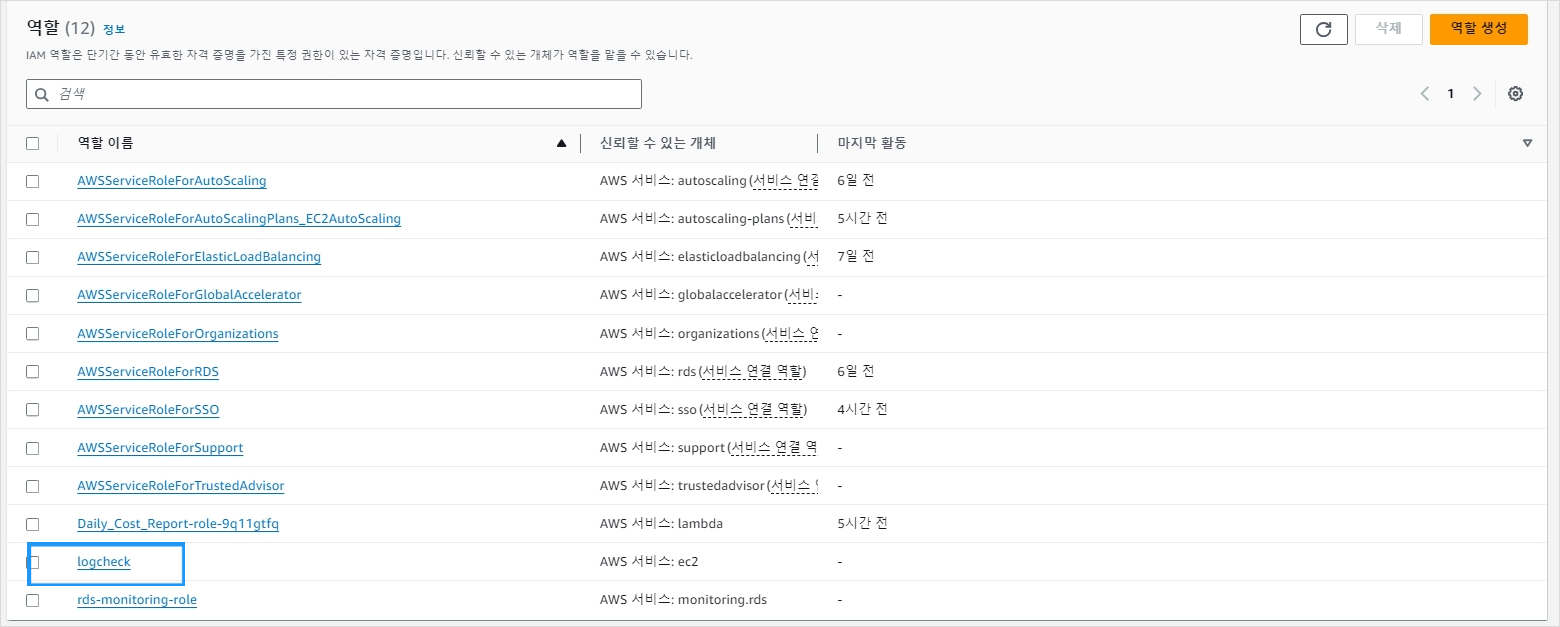 역할 (12) 정보
삭제
역할 생성
IAM 역할은 단기간 동안 유효한 자격 증명을 가진 특정 권한이 있는 자격 증명입니다. 신뢰할 수 있는 개체가 역할을 맡을 수 있습니다.
검색
1
역할 이름 ▲ 신뢰할 수 있는 개체 마지막 활동
AWSServiceRoleForAutoScaling AWS 서비스: autoscaling(서비스 연결 6일 전
AWSServiceRoleForAutoScalingPlans_EC2AutoScaling AWS 서비스: autoscaling-plans(서비 5시간 전
AWSServiceRoleForElasticLoadBalancing AWS 서비스: elasticloadbalancing(서 7일 전
AWSServiceRoleForGlobalAccelerator AWS 서비스: globalaccelerator(서비 -
AWSServiceRoleForOrganizations AWS 서비스: organizations(서비스 연 -
AWSServiceRoleForRDS AWS 서비스: rds(서비스 연결 역할) 6일 전
AWSServiceRoleForSSO AWS 서비스: sso(서비스 연결 역할) 4시간 전
AWSServiceRoleForSupport AWS 서비스: support(서비스 연결 역 -
AWSServiceRoleForTrustedAdvisor AWS 서비스: trustedadvisor(서비스 -
Daily_Cost_Report-role-9q11gtfq AWS 서비스: lambda 5시간 전
logcheck AWS 서비스: ec2 -
rds-monitoring-role AWS 서비스: monitoring.rds -